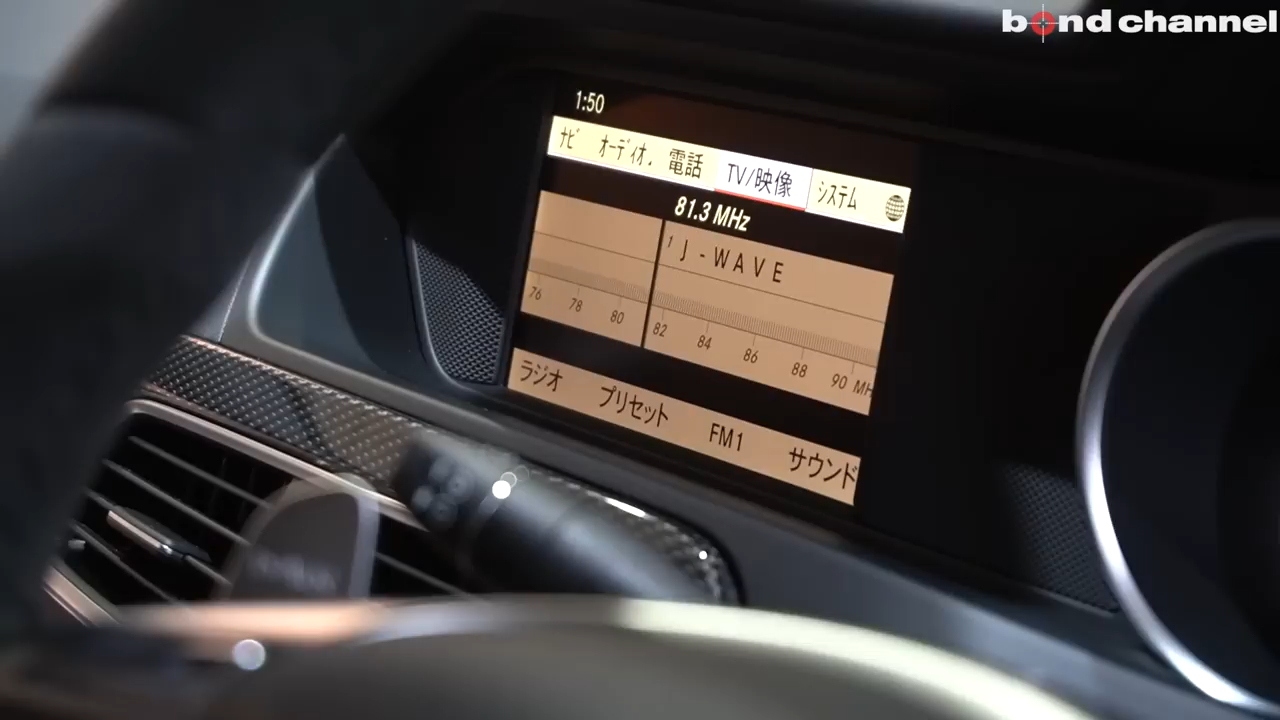 bond channel
1:50
ナビ オーディオ. 電話 TV/映像 システム
81.3 MHz
1 J-WAVE
76 78 80 82 84 86 88 90 MH
ラジオ プリセット FM1 サウンド